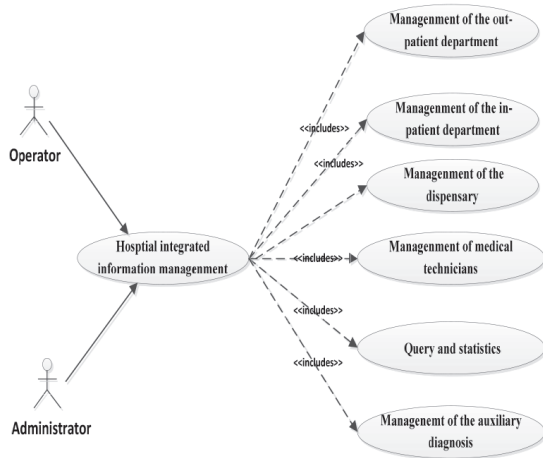 Managenment of the out-
patient department
<<includes>>
Managenment of the in-
patient department
<<includes>>
Operator
Managenment of the
dispensary
Hosptial integrated
information managenment
<<includes>>
Management of medical
technicians
<<includes>>
Query and statistics
<<includes>>
Administrator
Managenemt of the auxiliary
diagnosis